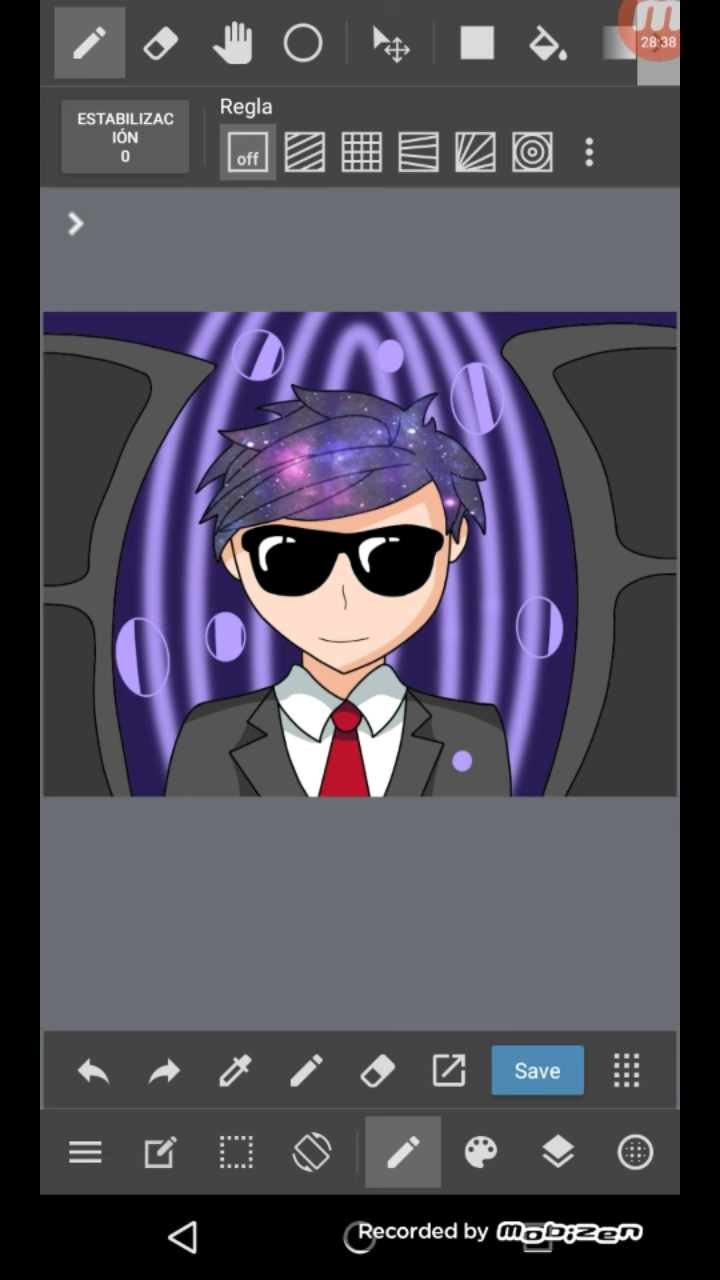 28:38
ESTABILIZAC
IÓN
0
Regla
off
Save
Recorded by mobizen